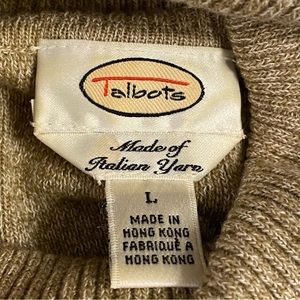 Talbots
Made of
Italian Yarn
L
MADE IN
HONG KONG
FABRIQUÉ À
HONG KONG